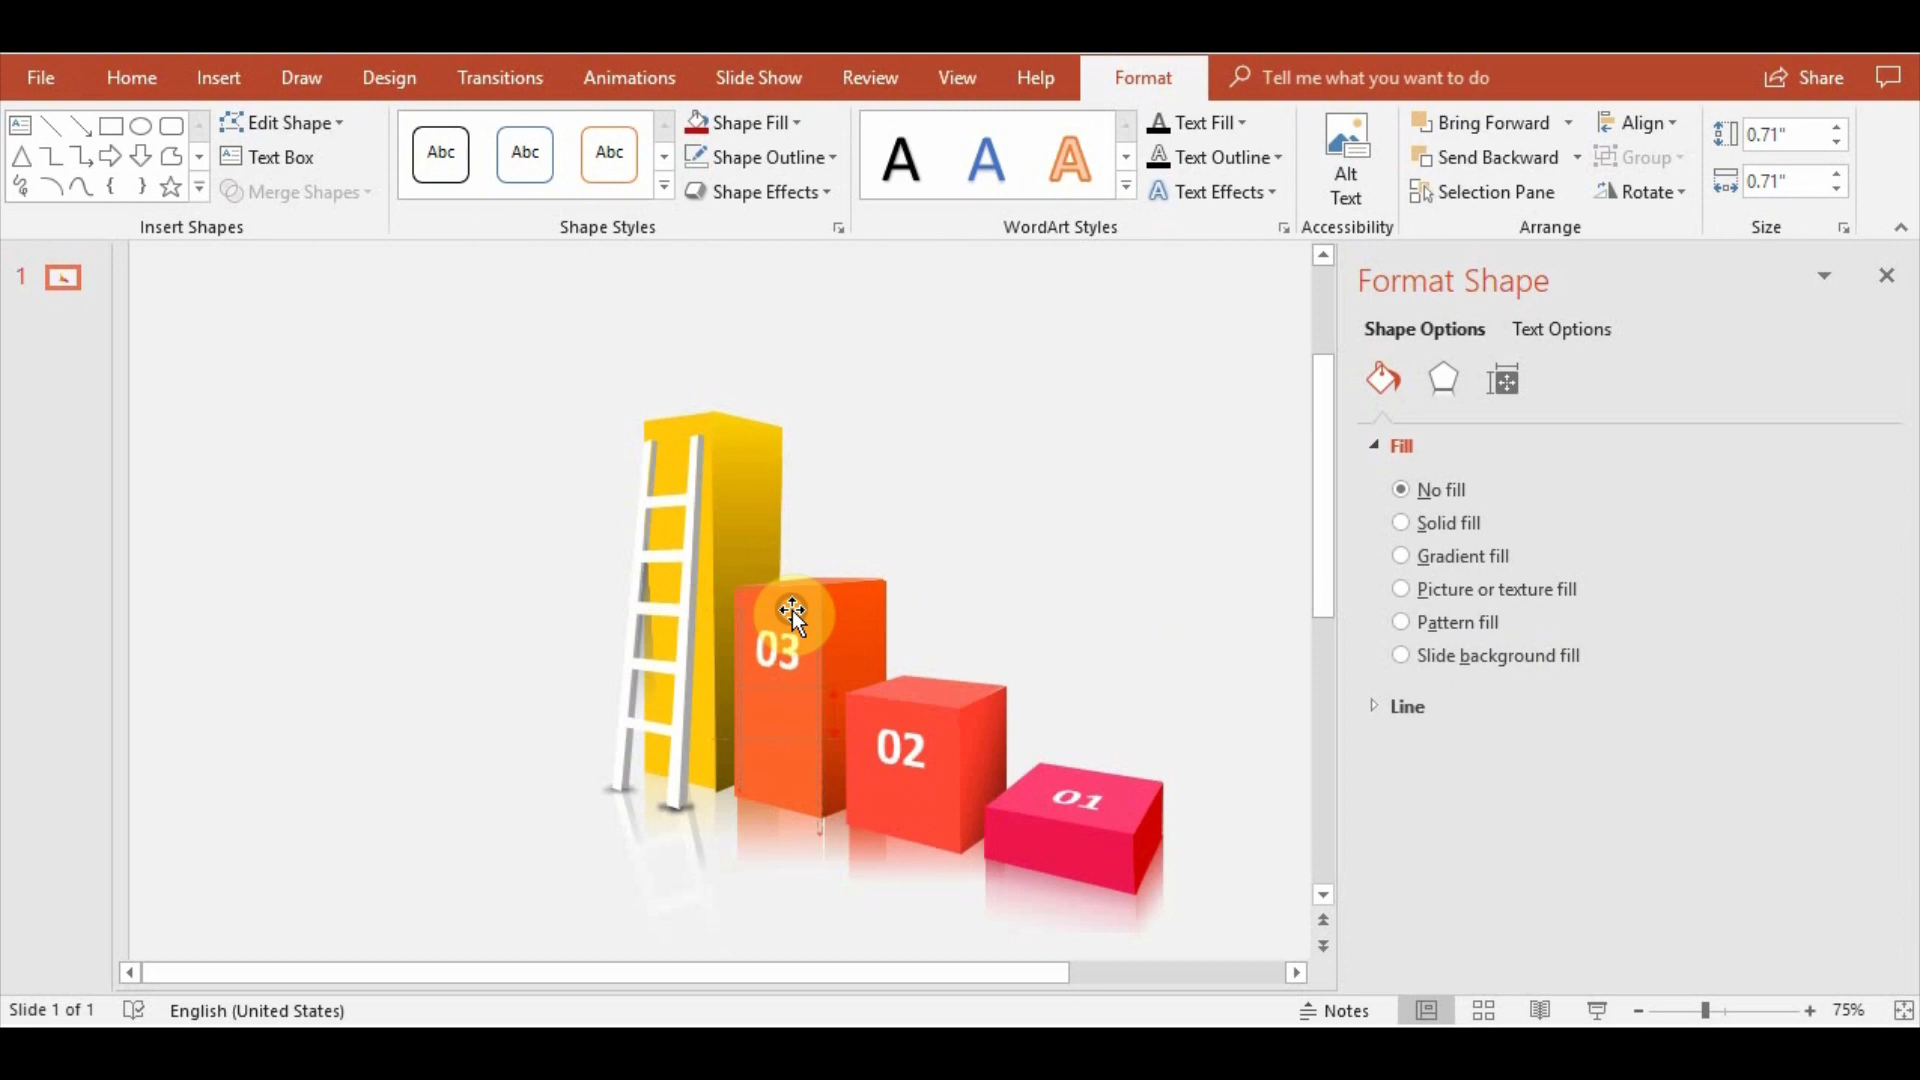 File Home Insert Draw Design Transitions Animations Slide Show Review View Help Format Tell me what you want to do Share
Edit Shape
Text Box
Merge Shapes
Insert Shapes
Abc Abc Abc
Shape Fill
Shape Outline
Shape Effects
Shape Styles
A A A
Text Fill
Text Outline
Text Effects
WordArt Styles
Alt
Text
Accessibility
Bring Forward
Send Backward
Selection Pane
Align
Group
Rotate
Arrange
0.71"
0.71"
Size
1
03
02
01
Format Shape
Shape Options Text Options
Fill
No fill
Solid fill
Gradient fill
Picture or texture fill
Pattern fill
Slide background fill
Line
Slide 1 of 1 English (United States) Notes 75%